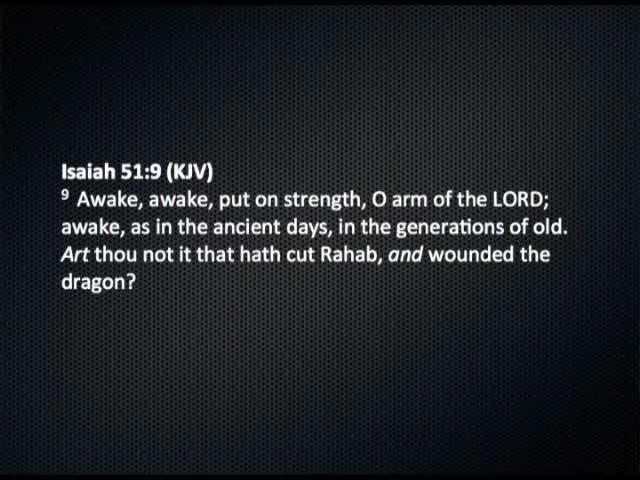 Isaiah 51:9 (KJV)
9 Awake, awake, put on strength, O arm of the LORD;
awake, as in the ancient days, in the generations of old.
Art thou not it that hath cut Rahab, and wounded the
dragon?